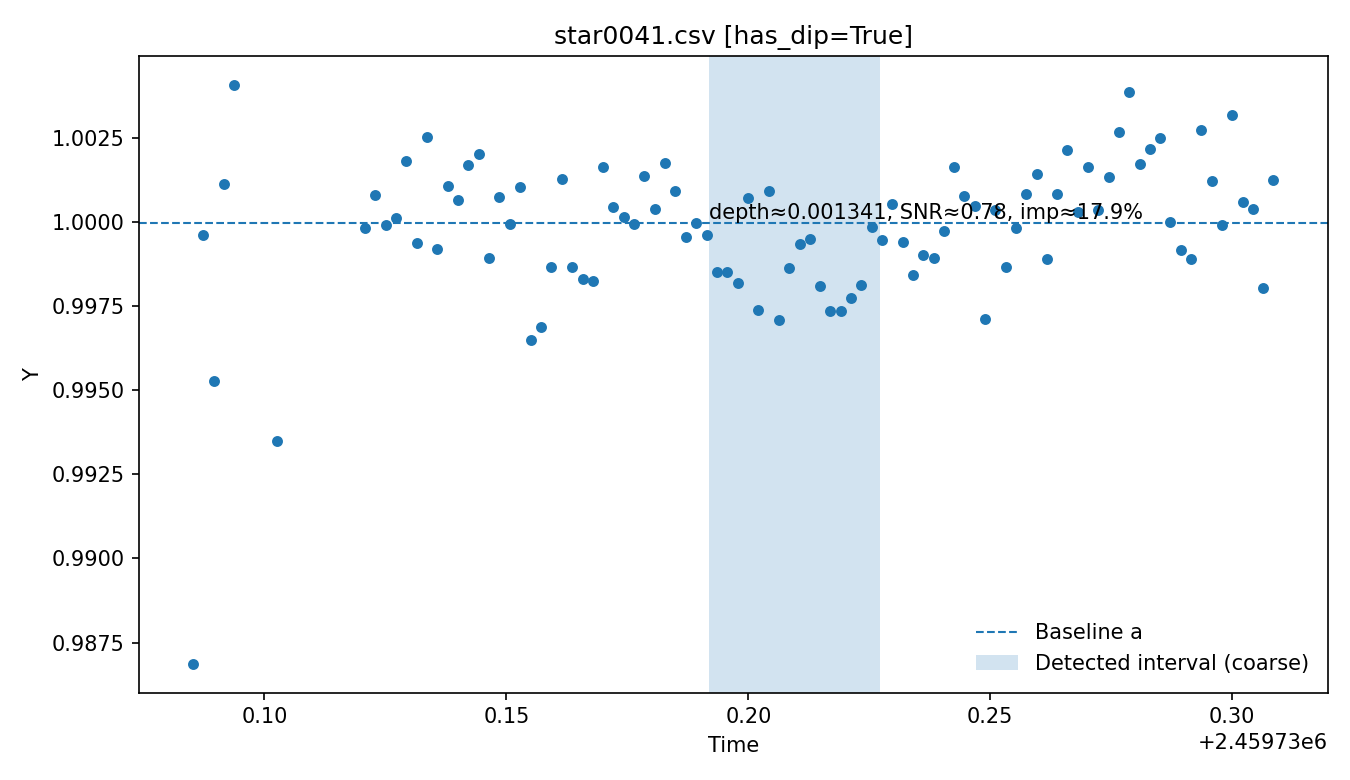 star0041.csv [has_dip=True]
1.0025
1.0000
0.9975
0.9950
0.9925
0.9900
0.9875
Y
depth≈0.001341, SNR≈0.78, imp≈17.9%
Baseline a
Detected interval (coarse)
0.10 0.15 0.20 0.25 0.30
Time
+2.45973e6